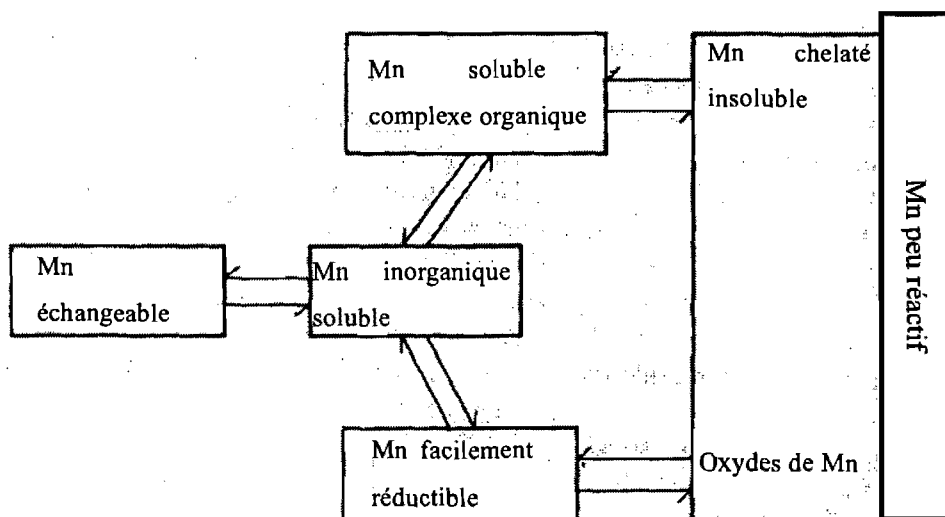 Mn soluble
complexe organique
Mn chelaté
insoluble
Mn peu réactif
Mn
échangeable
Mn inorganique
soluble
Mn facilement
réductible
Oxydes de Mn